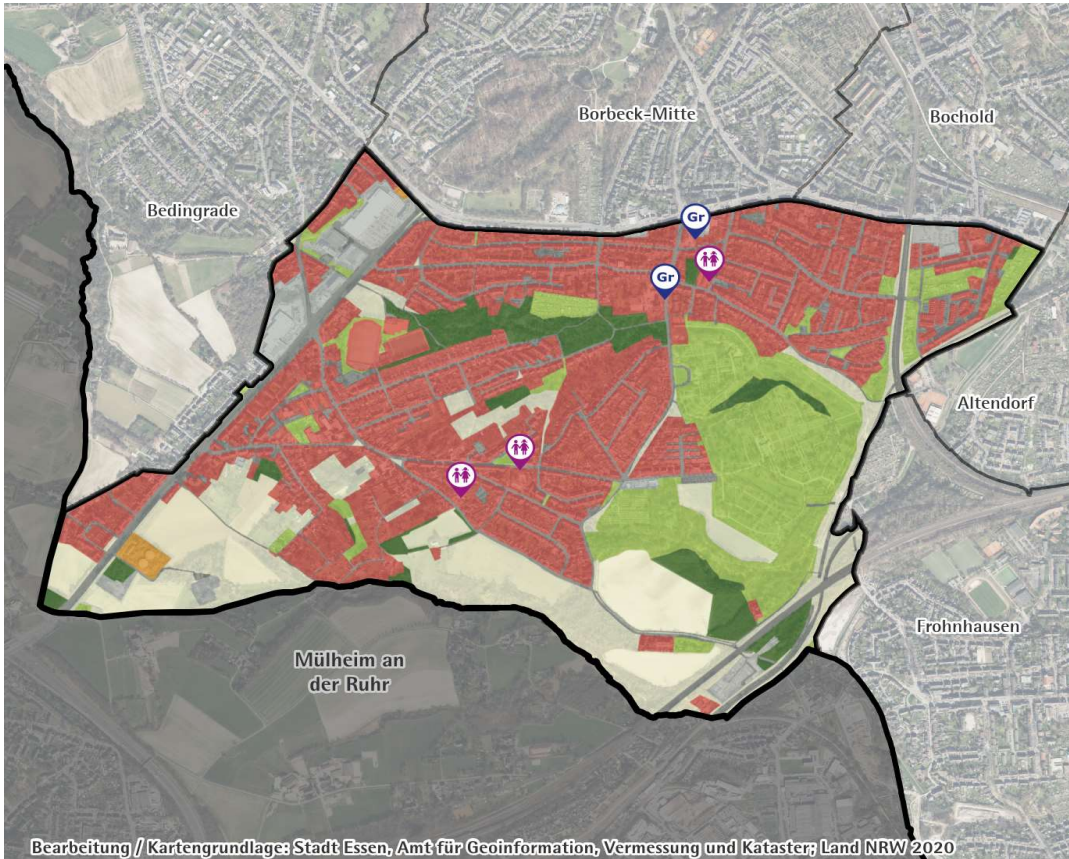 Borbeck-Mitte
Bochold
Bedingrade
Gr
Gr
Altendorf
Frohnhausen
Mülheim an
der Ruhr
Bearbeitung / Kartengrundlage: Stadt Essen, Amt für Geoinformation, Vermessung und Kataster; Land NRW 2020